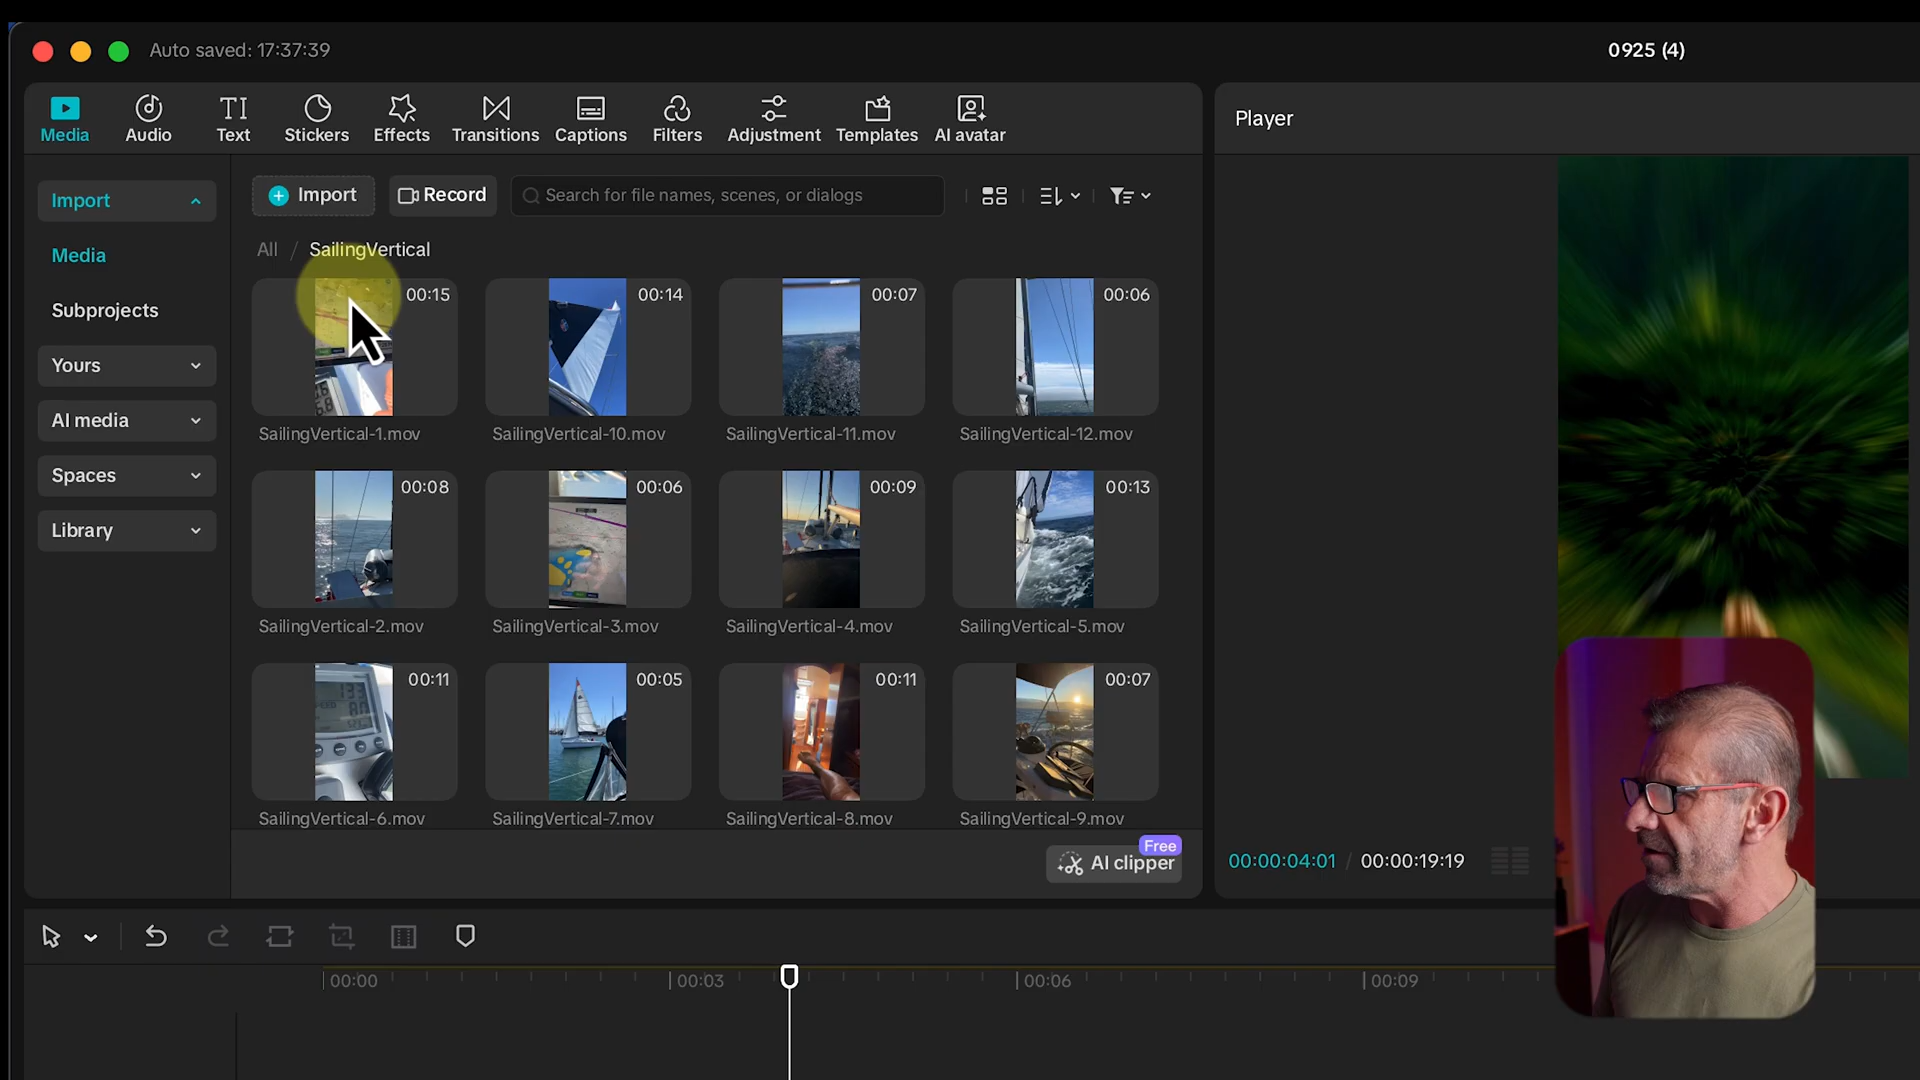 Auto saved: 17:37:39
0925 (4)
Media
Audio
TI
Text
Stickers
Effects
Transitions
Captions
Filters
Adjustment
Templates
AI avatar
Player
Import
Media
Subprojects
Yours
AI media
Spaces
Library
Import
Record
Search for file names, scenes, or dialogs
All / SailingVertical
00:15
00:14
00:07
00:06
SailingVertical-1.mov
SailingVertical-10.mov
SailingVertical-11.mov
SailingVertical-12.mov
00:08
00:06
00:09
00:13
SailingVertical-2.mov
SailingVertical-3.mov
SailingVertical-4.mov
SailingVertical-5.mov
00:11
00:05
00:11
00:07
SailingVertical-6.mov
SailingVertical-7.mov
SailingVertical-8.mov
SailingVertical-9.mov
Free
AI clipper
00:00:04:01 / 00:00:19:19
00:00
00:03
00:06
00:09